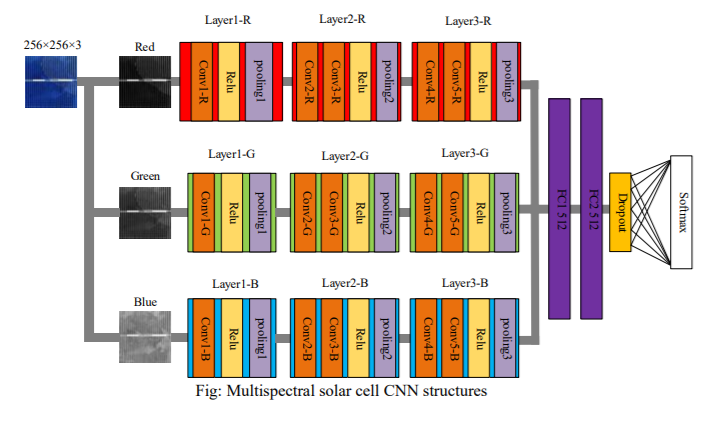 Layer1-R
Layer2-R
Layer3-R
256×256×3
Red
Conv1-R
Relu
pooling1
Conv2-R
Conv3-R
Relu
pooling2
Conv4-R
Conv5-R
Relu
pooling3
Layer1-G
Layer2-G
Layer3-G
Green
Conv1-G
Relu
pooling1
Conv2-G
Conv3-G
Relu
pooling2
Conv4-G
Conv5-G
Relu
pooling3
FC1 512
FC2 512
Dropout
Softmax
Layer1-B
Layer2-B
Layer3-B
Blue
Conv1-B
Relu
pooling1
Conv2-B
Conv3-B
Relu
pooling2
Conv4-B
Conv5-B
Relu
pooling3
Fig: Multispectral solar cell CNN structures